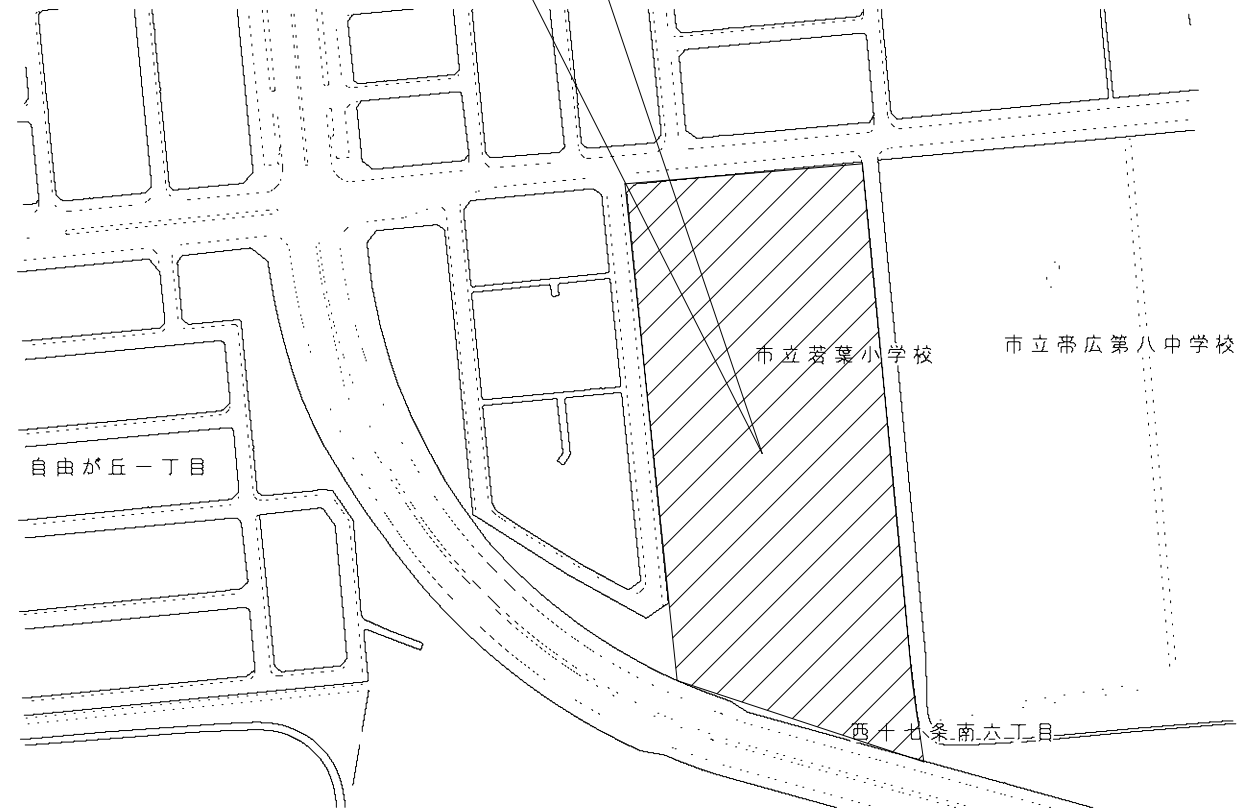 市立帯広第八中学校
市立若葉小学校
自由が丘一丁目
西十七条南六丁目